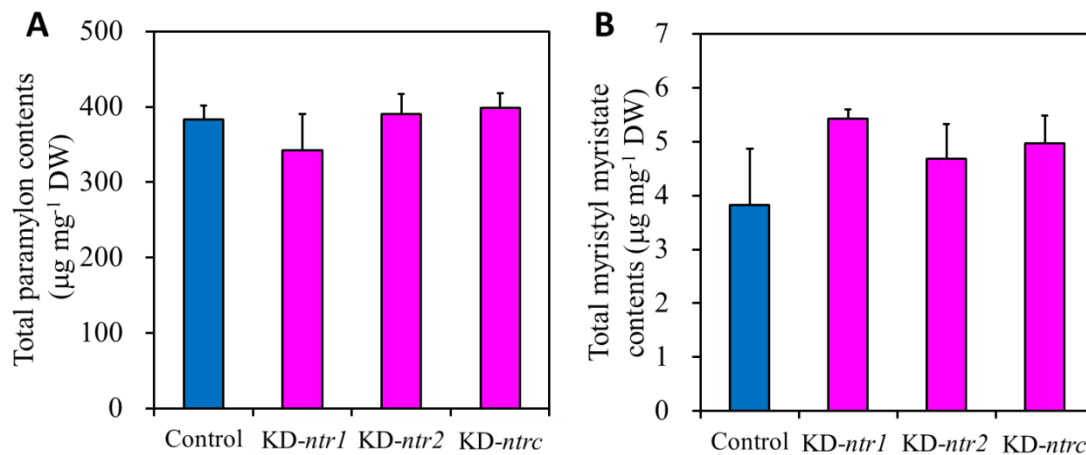 A
Total paramylon contents
(μg mg-1 DW)
500
400
300
200
100
0
Control KD-ntr1 KD-ntr2 KD-ntrc
B
Total myristyl myristate
contents (μg mg-1 DW)
7
6
5
4
3
2
1
0
Control KD-ntr1 KD-ntr2 KD-ntrc